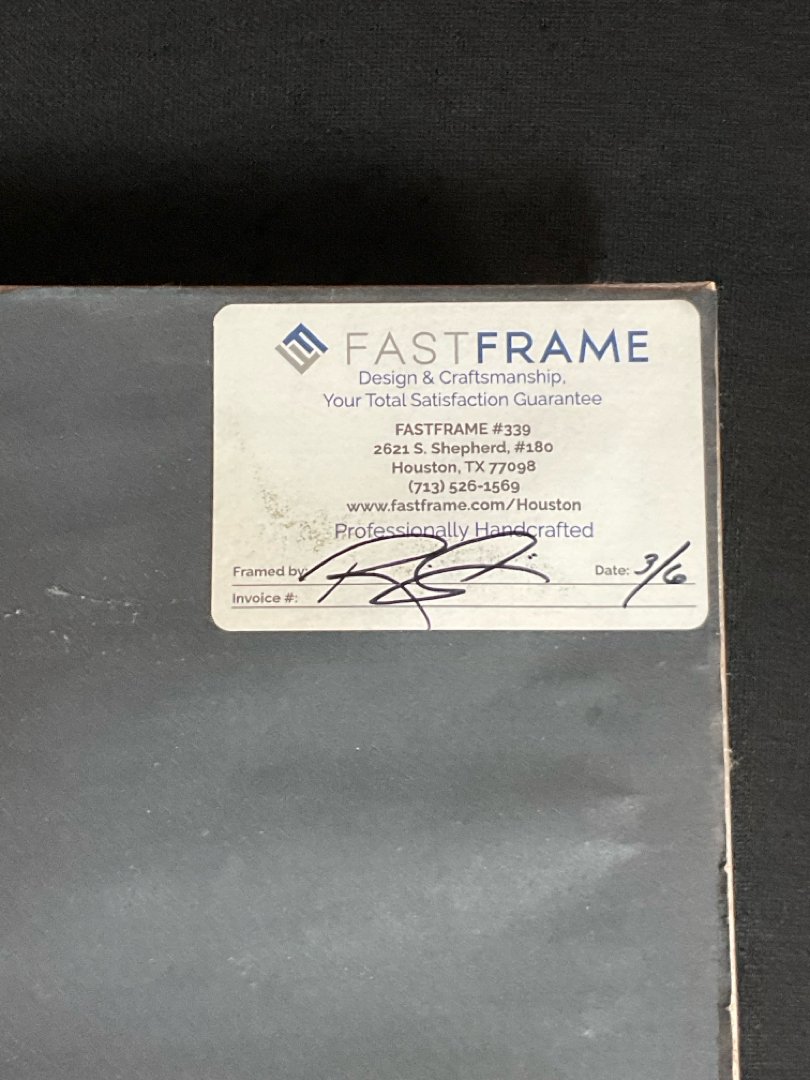 FASTFRAME
Design & Craftsmanship,
Your Total Satisfaction Guarantee
FASTFRAME #339
2621 S. Shepherd, #180
Houston, TX 77098
(713) 526-1569
www.fastframe.com/Houston
Professionally Handcrafted
Framed by: Date: 3/6
Invoice #: